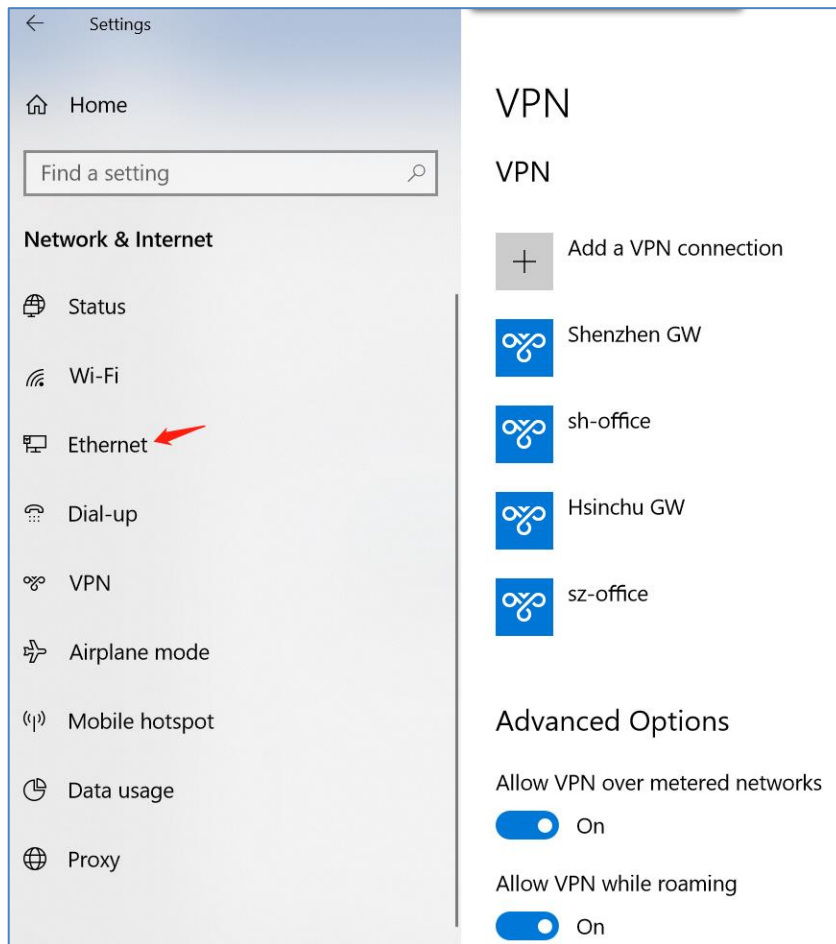 Settings
Home
Find a setting
Network & Internet
Status
Wi-Fi
Ethernet
Dial-up
VPN
Airplane mode
Mobile hotspot
Data usage
Proxy
VPN
VPN
Add a VPN connection
Shenzhen GW
sh-office
Hsinchu GW
sz-office
Advanced Options
Allow VPN over metered networks
On
Allow VPN while roaming
On